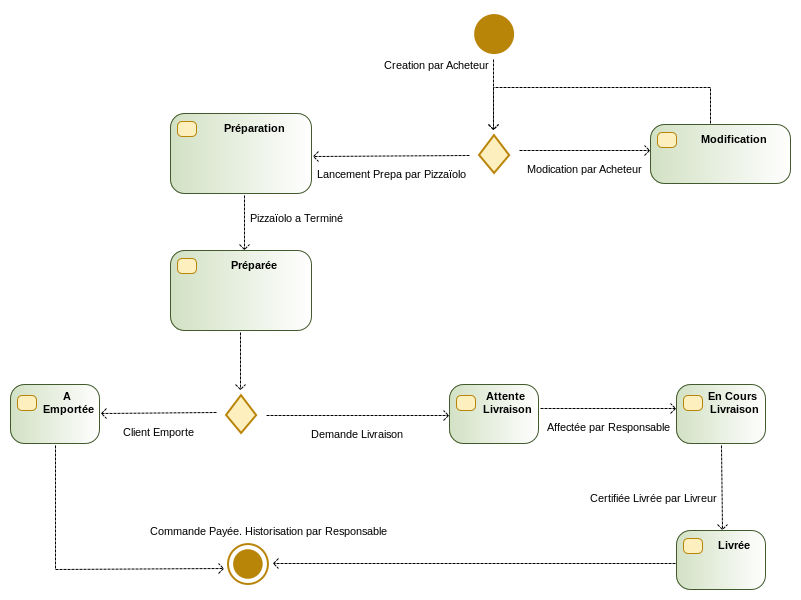 Creation par Acheteur
Préparation
Modification
Lancement Prepa par Pizzaïolo
Modication par Acheteur
Pizzaïolo a Terminé
Préparée
A
Emportée
Attente
Livraison
En Cours
Livraison
Client Emporte
Demande Livraison
Affectée par Responsable
Certifiée Livrée par Livreur
Commande Payée. Historisation par Responsable
Livrée